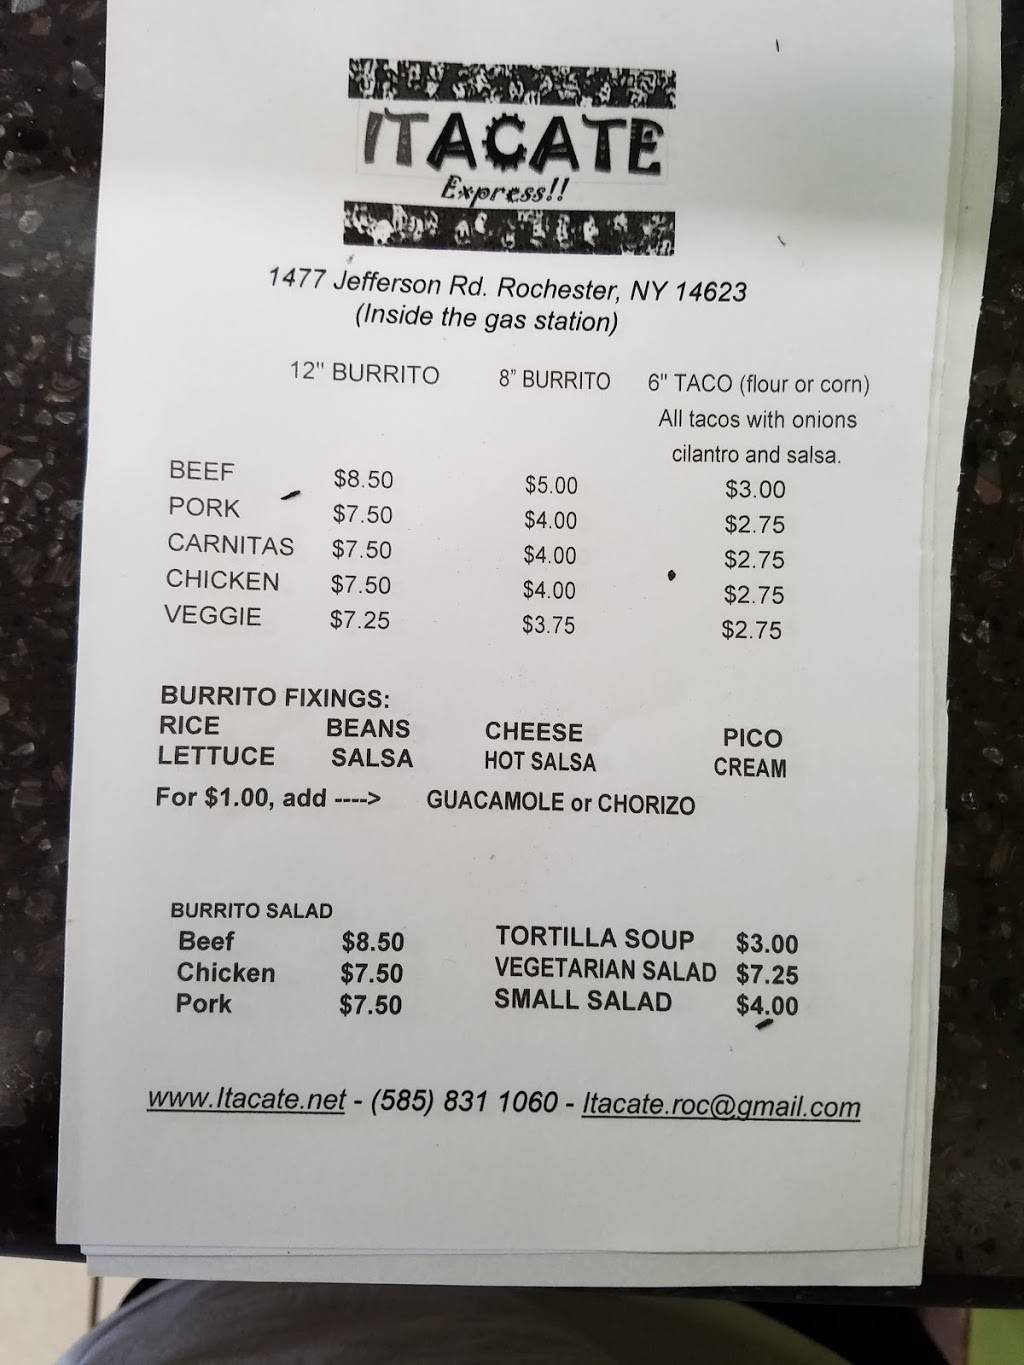 ITACATE
Express!!
1477 Jefferson Rd. Rochester, NY 14623
(Inside the gas station)
12" BURRITO 8" BURRITO 6" TACO (flour or corn)
All tacos with onions
cilantro and salsa.
BEEF $8.50 $5.00 $3.00
PORK $7.50 $4.00 $2.75
CARNITAS $7.50 $4.00 $2.75
CHICKEN $7.50 $4.00 $2.75
VEGGIE $7.25 $3.75 $2.75
BURRITO FIXINGS:
RICE BEANS CHEESE PICO
LETTUCE SALSA HOT SALSA CREAM
For $1.00, add ----> GUACAMOLE or CHORIZO
BURRITO SALAD
Beef $8.50 TORTILLA SOUP $3.00
Chicken $7.50 VEGETARIAN SALAD $7.25
Pork $7.50 SMALL SALAD $4.00
www.Itacate.net - (585) 831 1060 - Itacate.roc@gmail.com